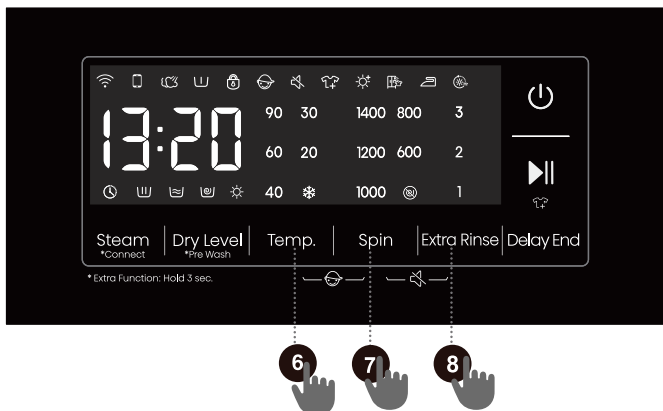 90 30 1400 800 3
13:20
60 20 1200 600 2
40 1000 1
Steam Dry Level Temp. Spin Extra Rinse Delay End
*Connect *Pre Wash
* Extra Function: Hold 3 sec.
6 7 8